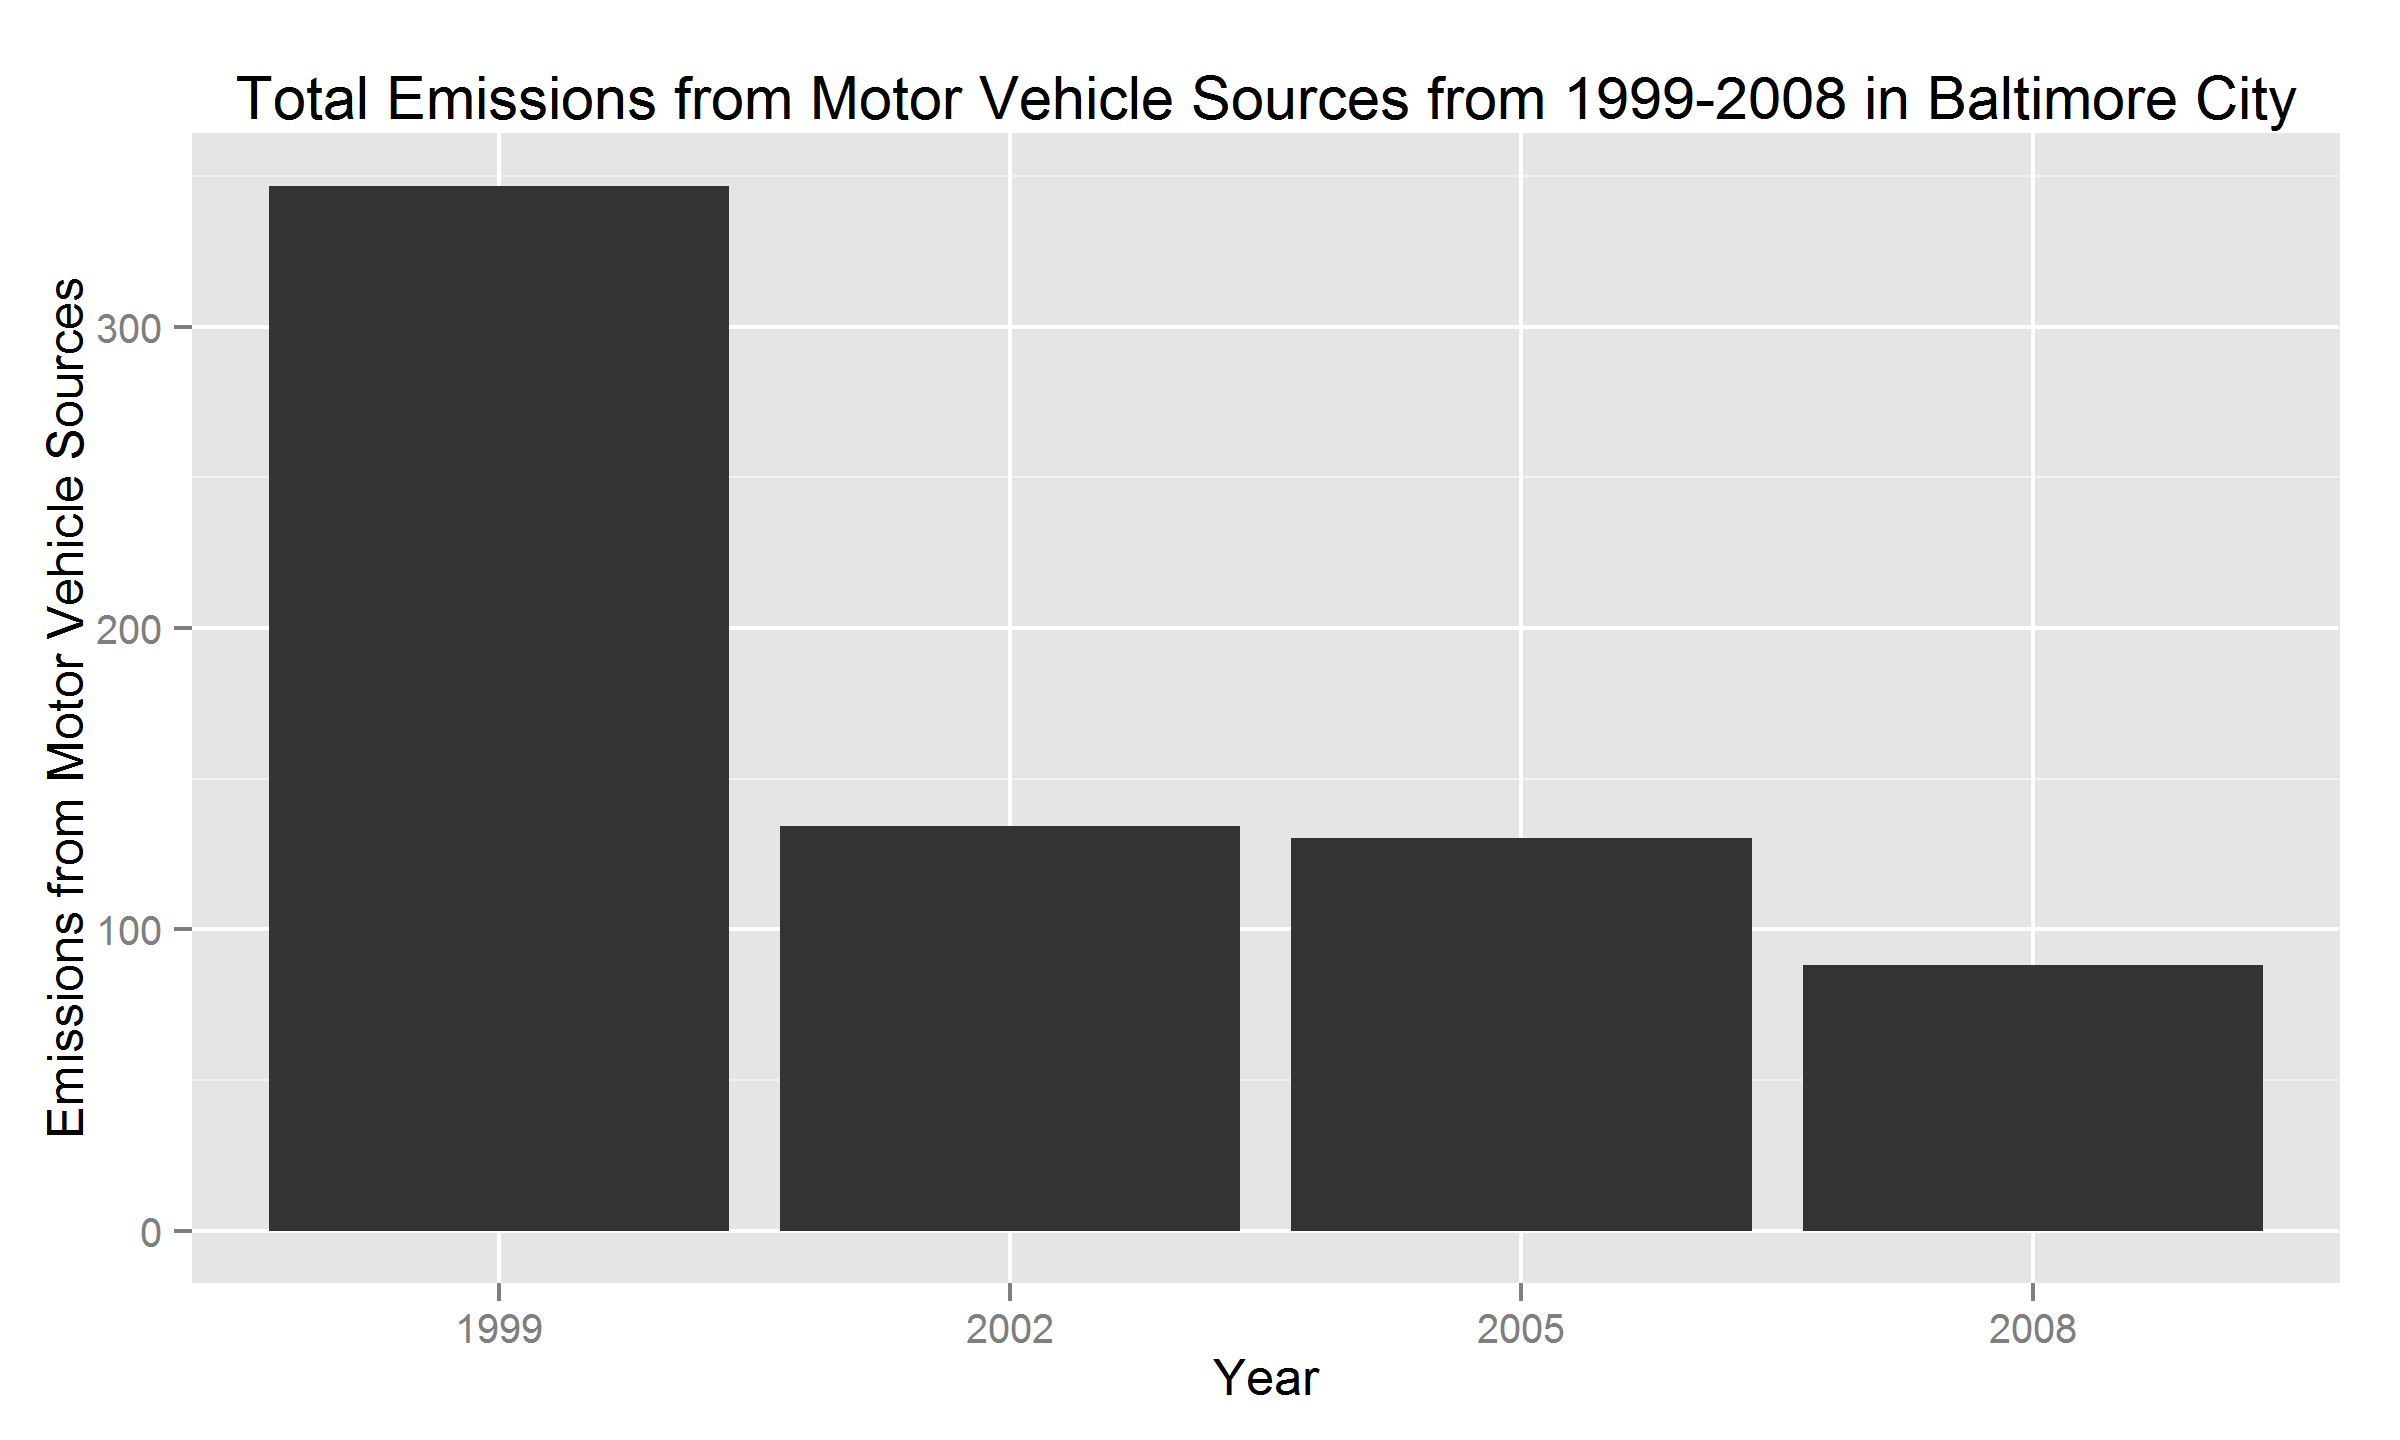 Total Emissions from Motor Vehicle Sources from 1999-2008 in Baltimore City
Emissions from Motor Vehicle Sources
300
200
100
0
1999 2002 2005 2008
Year